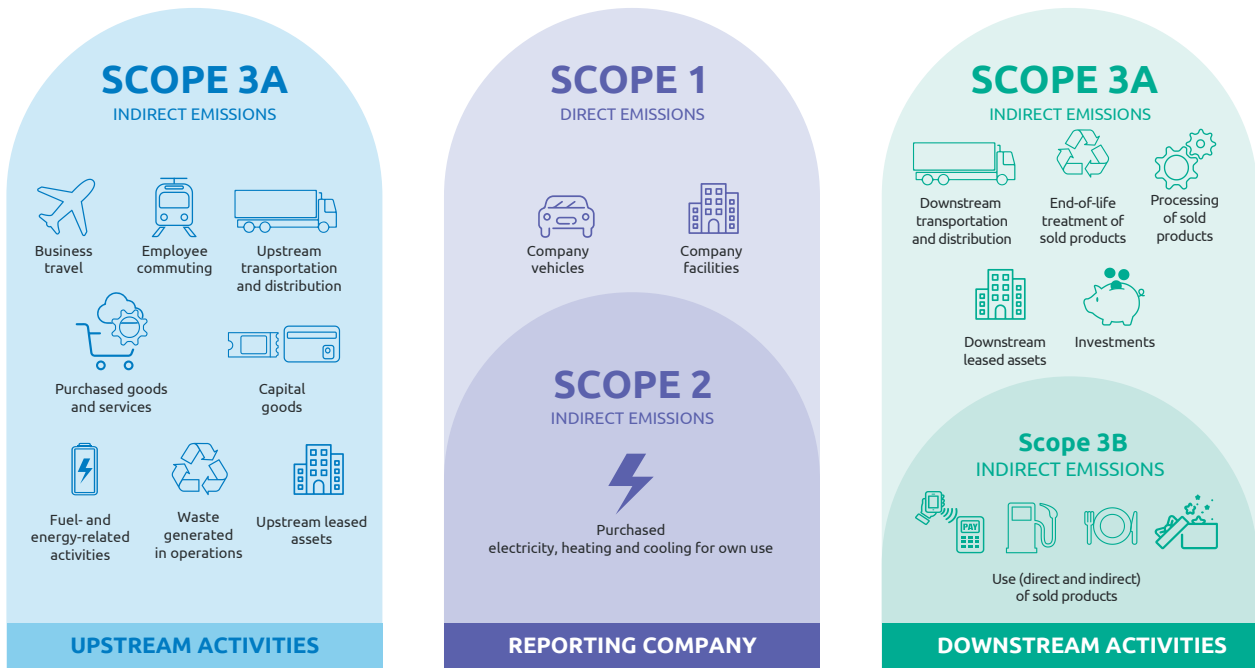 SCOPE 3A
INDIRECT EMISSIONS
Business
travel
Employee
commuting
Upstream
transportation
and distribution
Purchased goods
and services
Capital
goods
Fuel- and
energy-related
activities
Waste
generated
in operations
Upstream leased
assets
UPSTREAM ACTIVITIES
SCOPE 1
DIRECT EMISSIONS
Company
vehicles
Company
facilities
SCOPE 2
INDIRECT EMISSIONS
Purchased
electricity, heating and cooling for own use
REPORTING COMPANY
SCOPE 3A
INDIRECT EMISSIONS
Downstream
transportation
and distribution
End-of-life
treatment of
sold products
Processing
of sold
products
Downstream
leased assets
Investments
Scope 3B
INDIRECT EMISSIONS
PAY
Use (direct and indirect)
of sold products
DOWNSTREAM ACTIVITIES